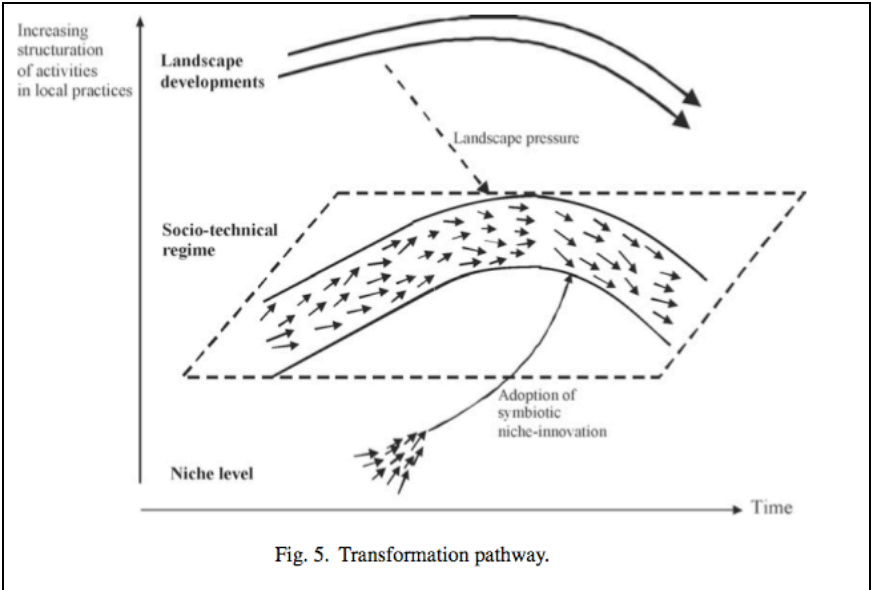 Increasing
structuration
of activities
in local practices
Landscape
developments
Landscape pressure
Socio-technical
regime
Adoption of
symbiotic
niche-innovation
Niche level
Time
Fig. 5. Transformation pathway.